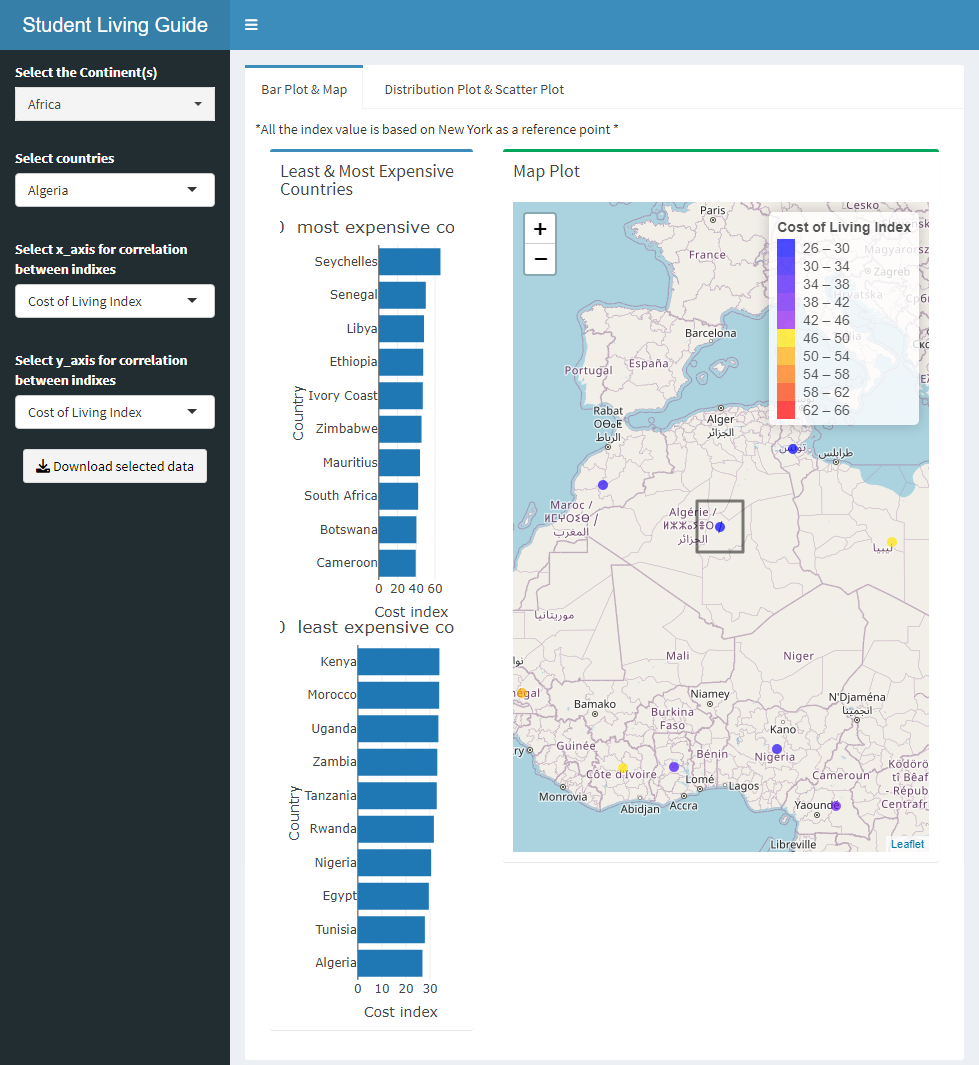 Student Living Guide
Select the Continent(s)
Africa
Select countries
Algeria
Select x_axis for correlation
between indexes
Cost of Living Index
Select y_axis for correlation
between indexes
Cost of Living Index
Download selected data
Bar Plot & Map
Distribution Plot & Scatter Plot
*All the index value is based on New York as a reference point *
Least & Most Expensive
Countries
most expensive co
Seychelles
Senegal
Libya
Ethipia
Ivory Coast
Zimbabwe
Mauritius
South Africa
Botswana
Cameroon
Country
0 20 40 60
Cost index
least expensive co
Kenya
Morocco
Uganda
Zambia
Tanzania
Rwanda
Nigeria
Egypt
Tunisia
Algeria
Country
0 10 20 30
Cost index
Map Plot
+
−
Cost of Living Index
26 – 30
30 – 34
34 – 38
38 – 42
42 – 46
46 – 50
50 – 54
54 – 58
58 – 62
62 – 66
Paris
Česko
France
Zagreb
Barcelona
Portugal
España
Rabat
ⵔⴱⴰⵟ
الرباط
Alger
الجزائر
تونس
طرابلس
Maroc /
ⵍⵎⵖⵔⵉⴱ /
المغرب
Algérie /
الجزائر
ليبيا
موريتانيا
Mali
Niger
Bamako
Niamey
N'Djaména
انجمينا
Burkina
Faso
Kano
Guinée
Bénin
Nigeria
Côte d'Ivoire
Lomé
Lagos
Cameroun
Ködörö
tî Bêaf
- Répub
Centrafr
Monrovia
Abidjan
Accra
Yaoundé
Libreville
Leaflet